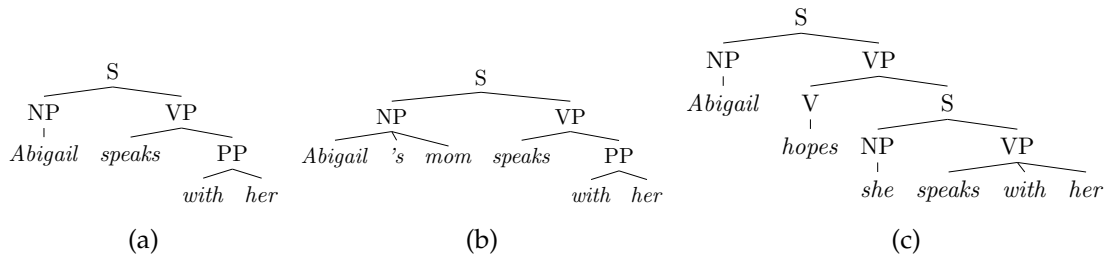 S
NP VP
Abigail speaks PP
with her
(a)
S
NP VP
Abigail 's mom speaks PP
with her
(b)
S
NP VP
Abigail V S
hopes NP VP
she speaks with her
(c)